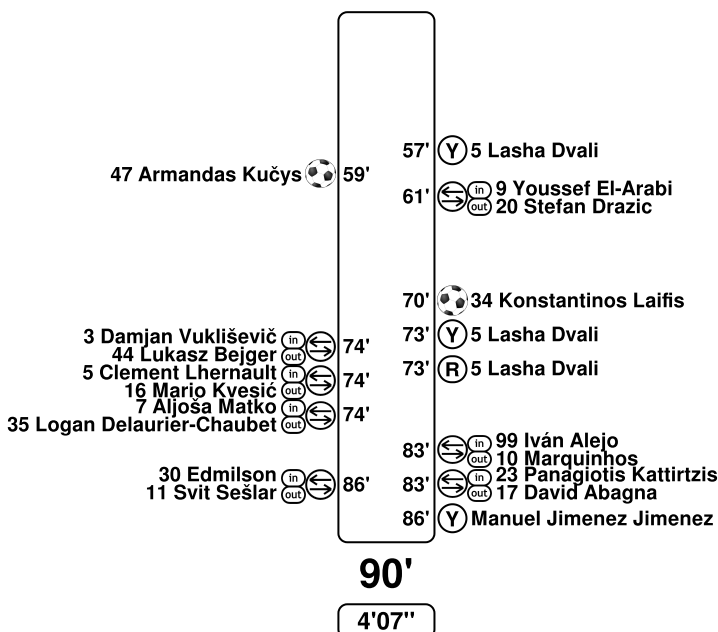 57' Y 5 Lasha Dvali
47 Armandas Kučys 59'
61' in 9 Youssef El-Arabi
out 20 Stefan Drazic
70' 34 Konstantinos Laifis
73' Y 5 Lasha Dvali
3 Damjan Vuklišević in 74'
44 Lukasz Bejger out
73' R 5 Lasha Dvali
5 Clement Lhernault in 74'
16 Mario Kvesić out
7 Aljoša Matko in 74'
35 Logan Delaurier-Chaubet out
83' in 99 Iván Alejo
out 10 Marquinhos
30 Edmilson in 86'
11 Svit Sešlar out
83' in 23 Panagiotis Kattirtzis
out 17 David Abagna
86' Y Manuel Jimenez Jimenez
90'
4'07"